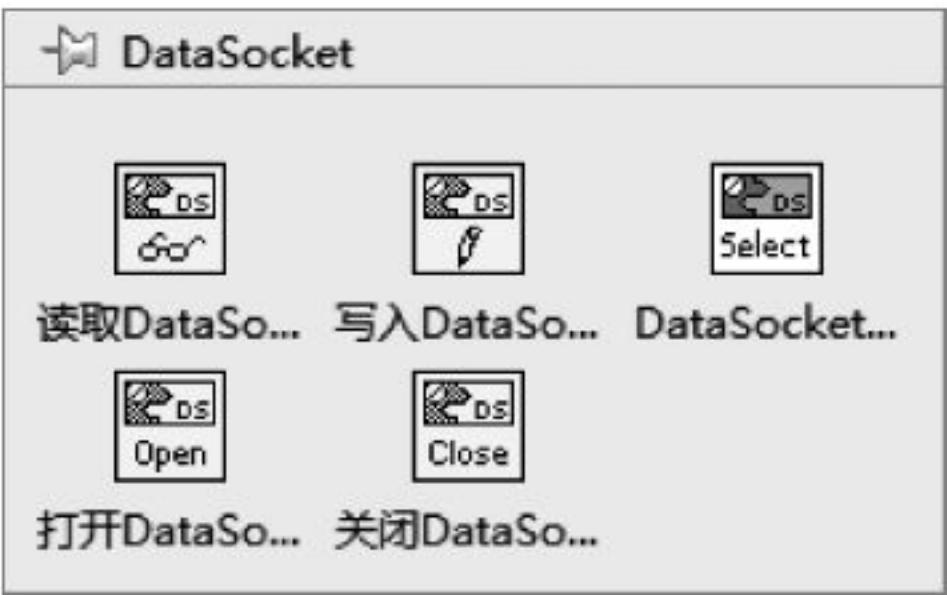 DataSocket
DS DS DS
Select
读取DataSo... 写入DataSo... DataSocket...
DS DS
Open Close
打开DataSo... 关闭DataSo...